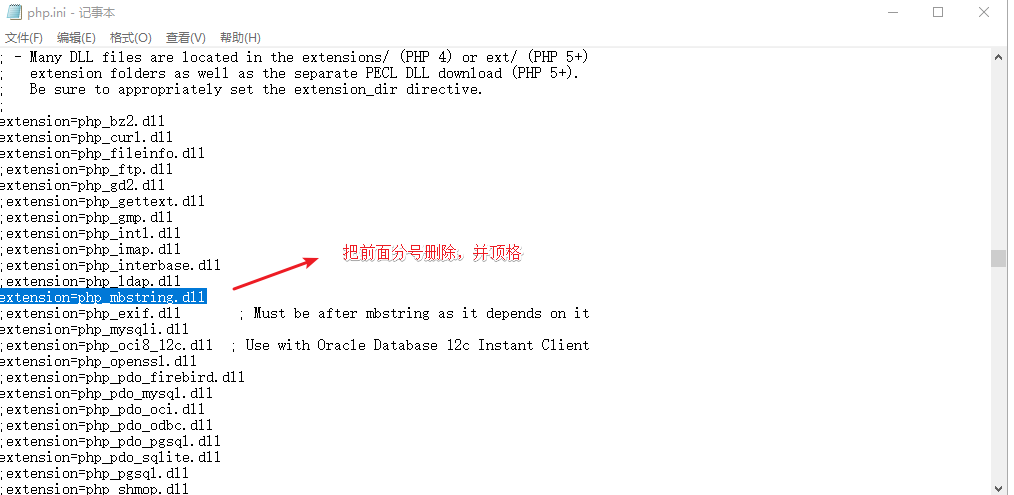 php.ini - 记事本
文件(F) 编辑(E) 格式(O) 查看(V) 帮助(H)
; - Many DLL files are located in the extensions/ (PHP 4) or ext/ (PHP 5+)
;   extension folders as well as the separate PECL DLL download (PHP 5+).
;   Be sure to appropriately set the extension_dir directive.
;
extension=php_bz2.dll
extension=php_curl.dll
extension=php_fileinfo.dll
;extension=php_ftp.dll
extension=php_gd2.dll
;extension=php_gettext.dll
;extension=php_gmp.dll
;extension=php_intl.dll
;extension=php_imap.dll
;extension=php_interbase.dll
;extension=php_ldap.dll
extension=php_mbstring.dll
把前面分号删除，并顶格
;extension=php_exif.dll ; Must be after mbstring as it depends on it
extension=php_mysqli.dll
;extension=php_oci8_12c.dll ; Use with Oracle Database 12c Instant Client
extension=php_openssl.dll
;extension=php_pdo_firebird.dll
extension=php_pdo_mysql.dll
;extension=php_pdo_oci.dll
;extension=php_pdo_odbc.dll
;extension=php_pdo_pgsql.dll
extension=php_pdo_sqlite.dll
;extension=php_pgsql.dll
;extension=php_shmop.dll